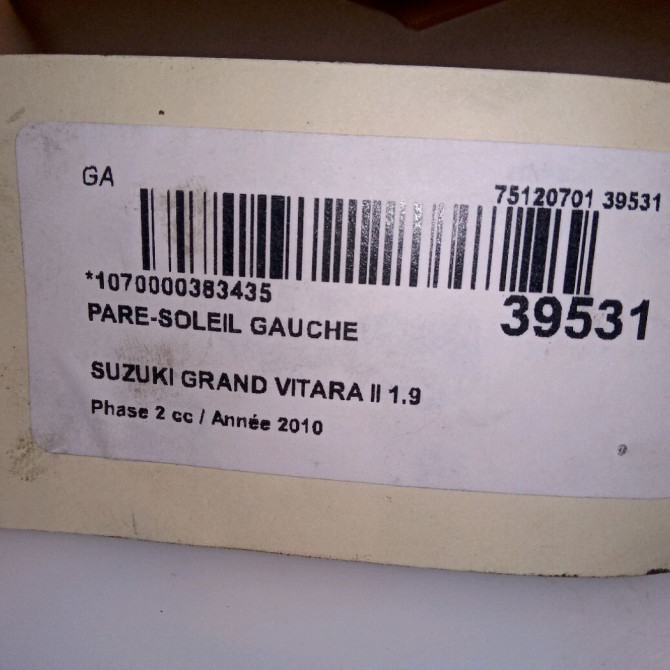 GA
75120701 39531
*1070000383435
39531
PARE-SOLEIL GAUCHE
SUZUKI GRAND VITARA II 1.9
Phase 2 cc / Année 2010